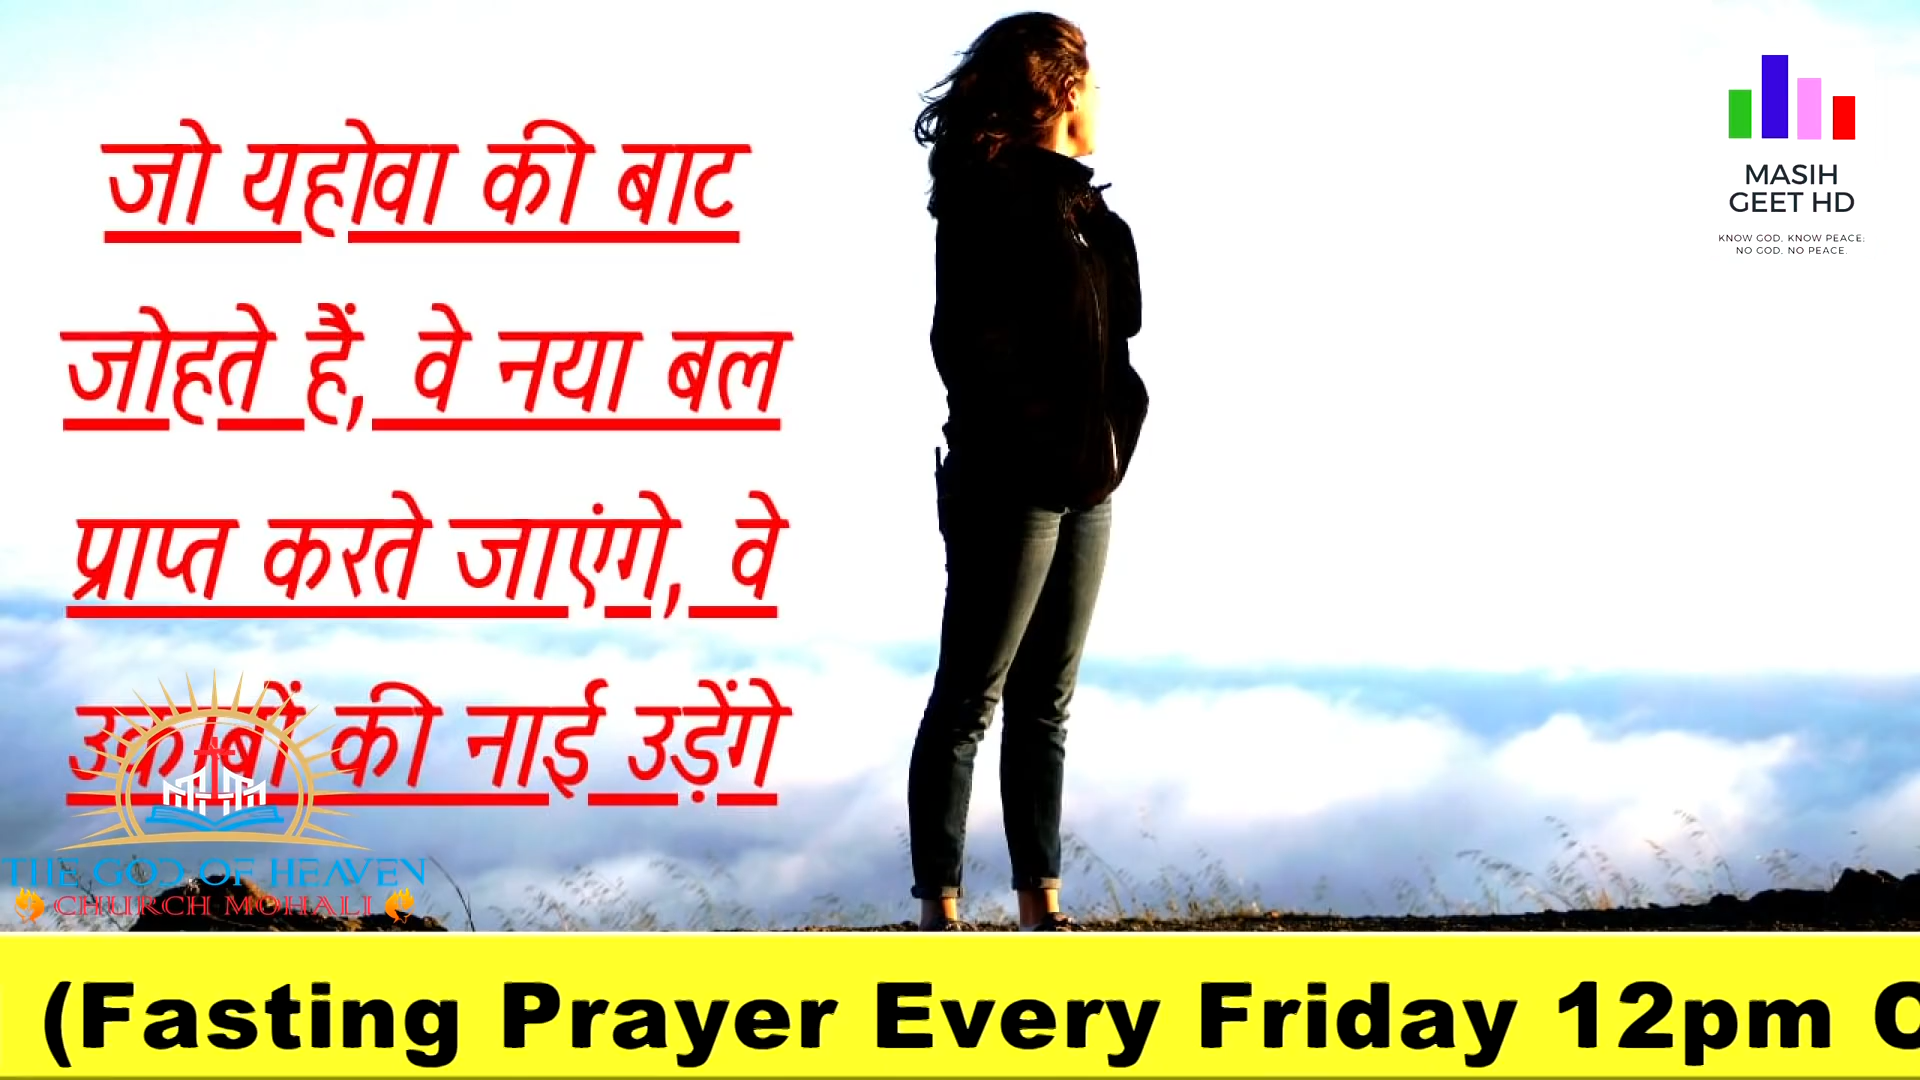 जो यहोवा की बाट
जोहते हैं, वे नया बल
प्राप्त करते जाएंगे, वे
उकाबों की नाई उड़ेंगे
MASIH
GEET HD
KNOW GOD, KNOW PEACE;
NO GOD, NO PEACE.
THE GOD OF HEAVEN
CHURCH MOHALI
(Fasting Prayer Every Friday 12pm